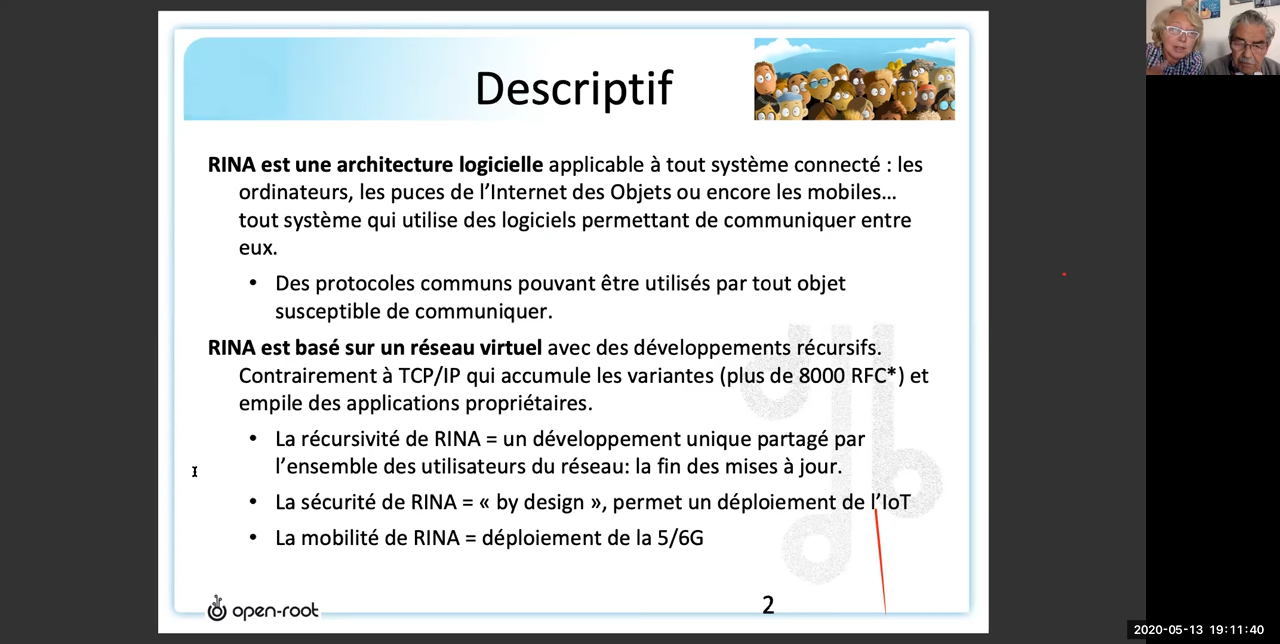 Descriptif
RINA est une architecture logicielle applicable à tout système connecté : les
ordinateurs, les puces de l’Internet des Objets ou encore les mobiles…
tout système qui utilise des logiciels permettant de communiquer entre
eux.
• Des protocoles communs pouvant être utilisés par tout objet
susceptible de communiquer.
RINA est basé sur un réseau virtuel avec des développements récursifs.
Contrairement à TCP/IP qui accumule les variantes (plus de 8000 RFC*) et
empile des applications propriétaires.
• La récursivité de RINA = un développement unique partagé par
l’ensemble des utilisateurs du réseau: la fin des mises à jour.
• La sécurité de RINA = « by design », permet un déploiement de l’IoT
• La mobilité de RINA = déploiement de la 5/6G
open-root
2
2020-05-13 19:11:40